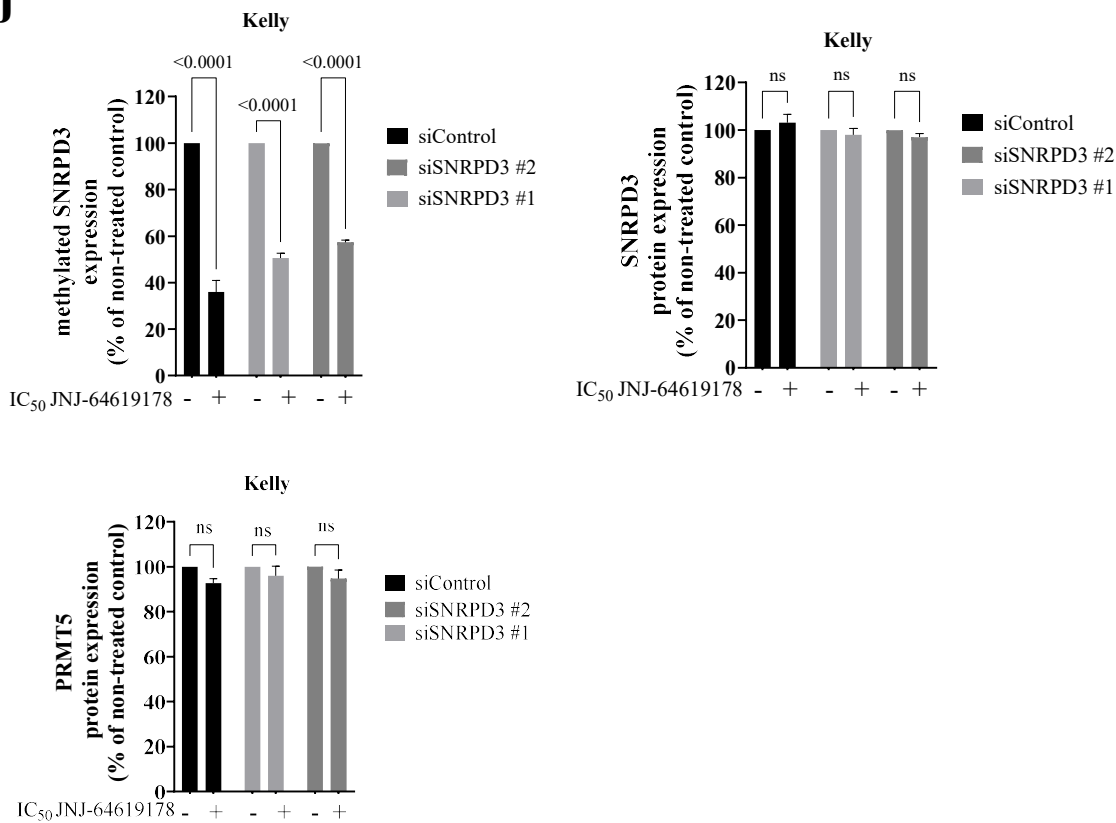 J
Kelly
<0.0001
<0.0001
<0.0001
methylated SNRPD3
expression
(% of non-treated control)
120
100
80
60
40
20
0
siControl
siSNRPD3 #2
siSNRPD3 #1
IC50 JNJ-64619178 - + - + - +
Kelly
ns
ns
ns
SNRPD3
protein expression
(% of non-treated control)
120
100
80
60
40
20
0
siControl
siSNRPD3 #2
siSNRPD3 #1
IC50 JNJ-64619178 - + - + - +
Kelly
ns
ns
ns
PRMT5
protein expression
(% of non-treated control)
120
100
80
60
40
20
0
siControl
siSNRPD3 #2
siSNRPD3 #1
IC50 JNJ-64619178 - + - + - +